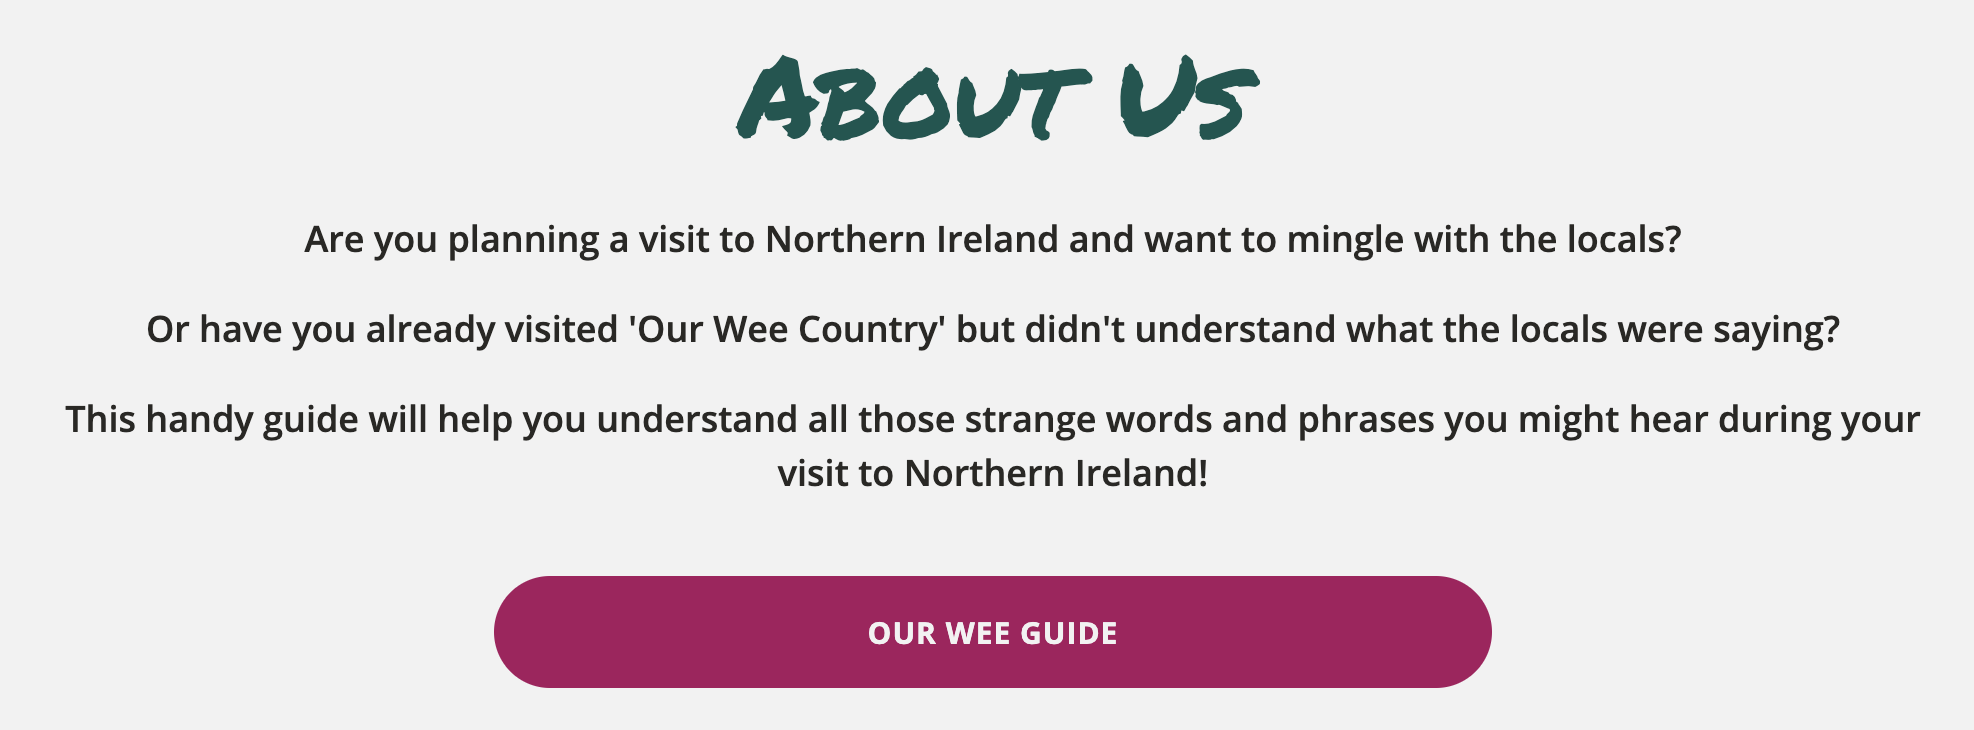 About Us
Are you planning a visit to Northern Ireland and want to mingle with the locals?
Or have you already visited 'Our Wee Country' but didn't understand what the locals were saying?
This handy guide will help you understand all those strange words and phrases you might hear during your
visit to Northern Ireland!
OUR WEE GUIDE